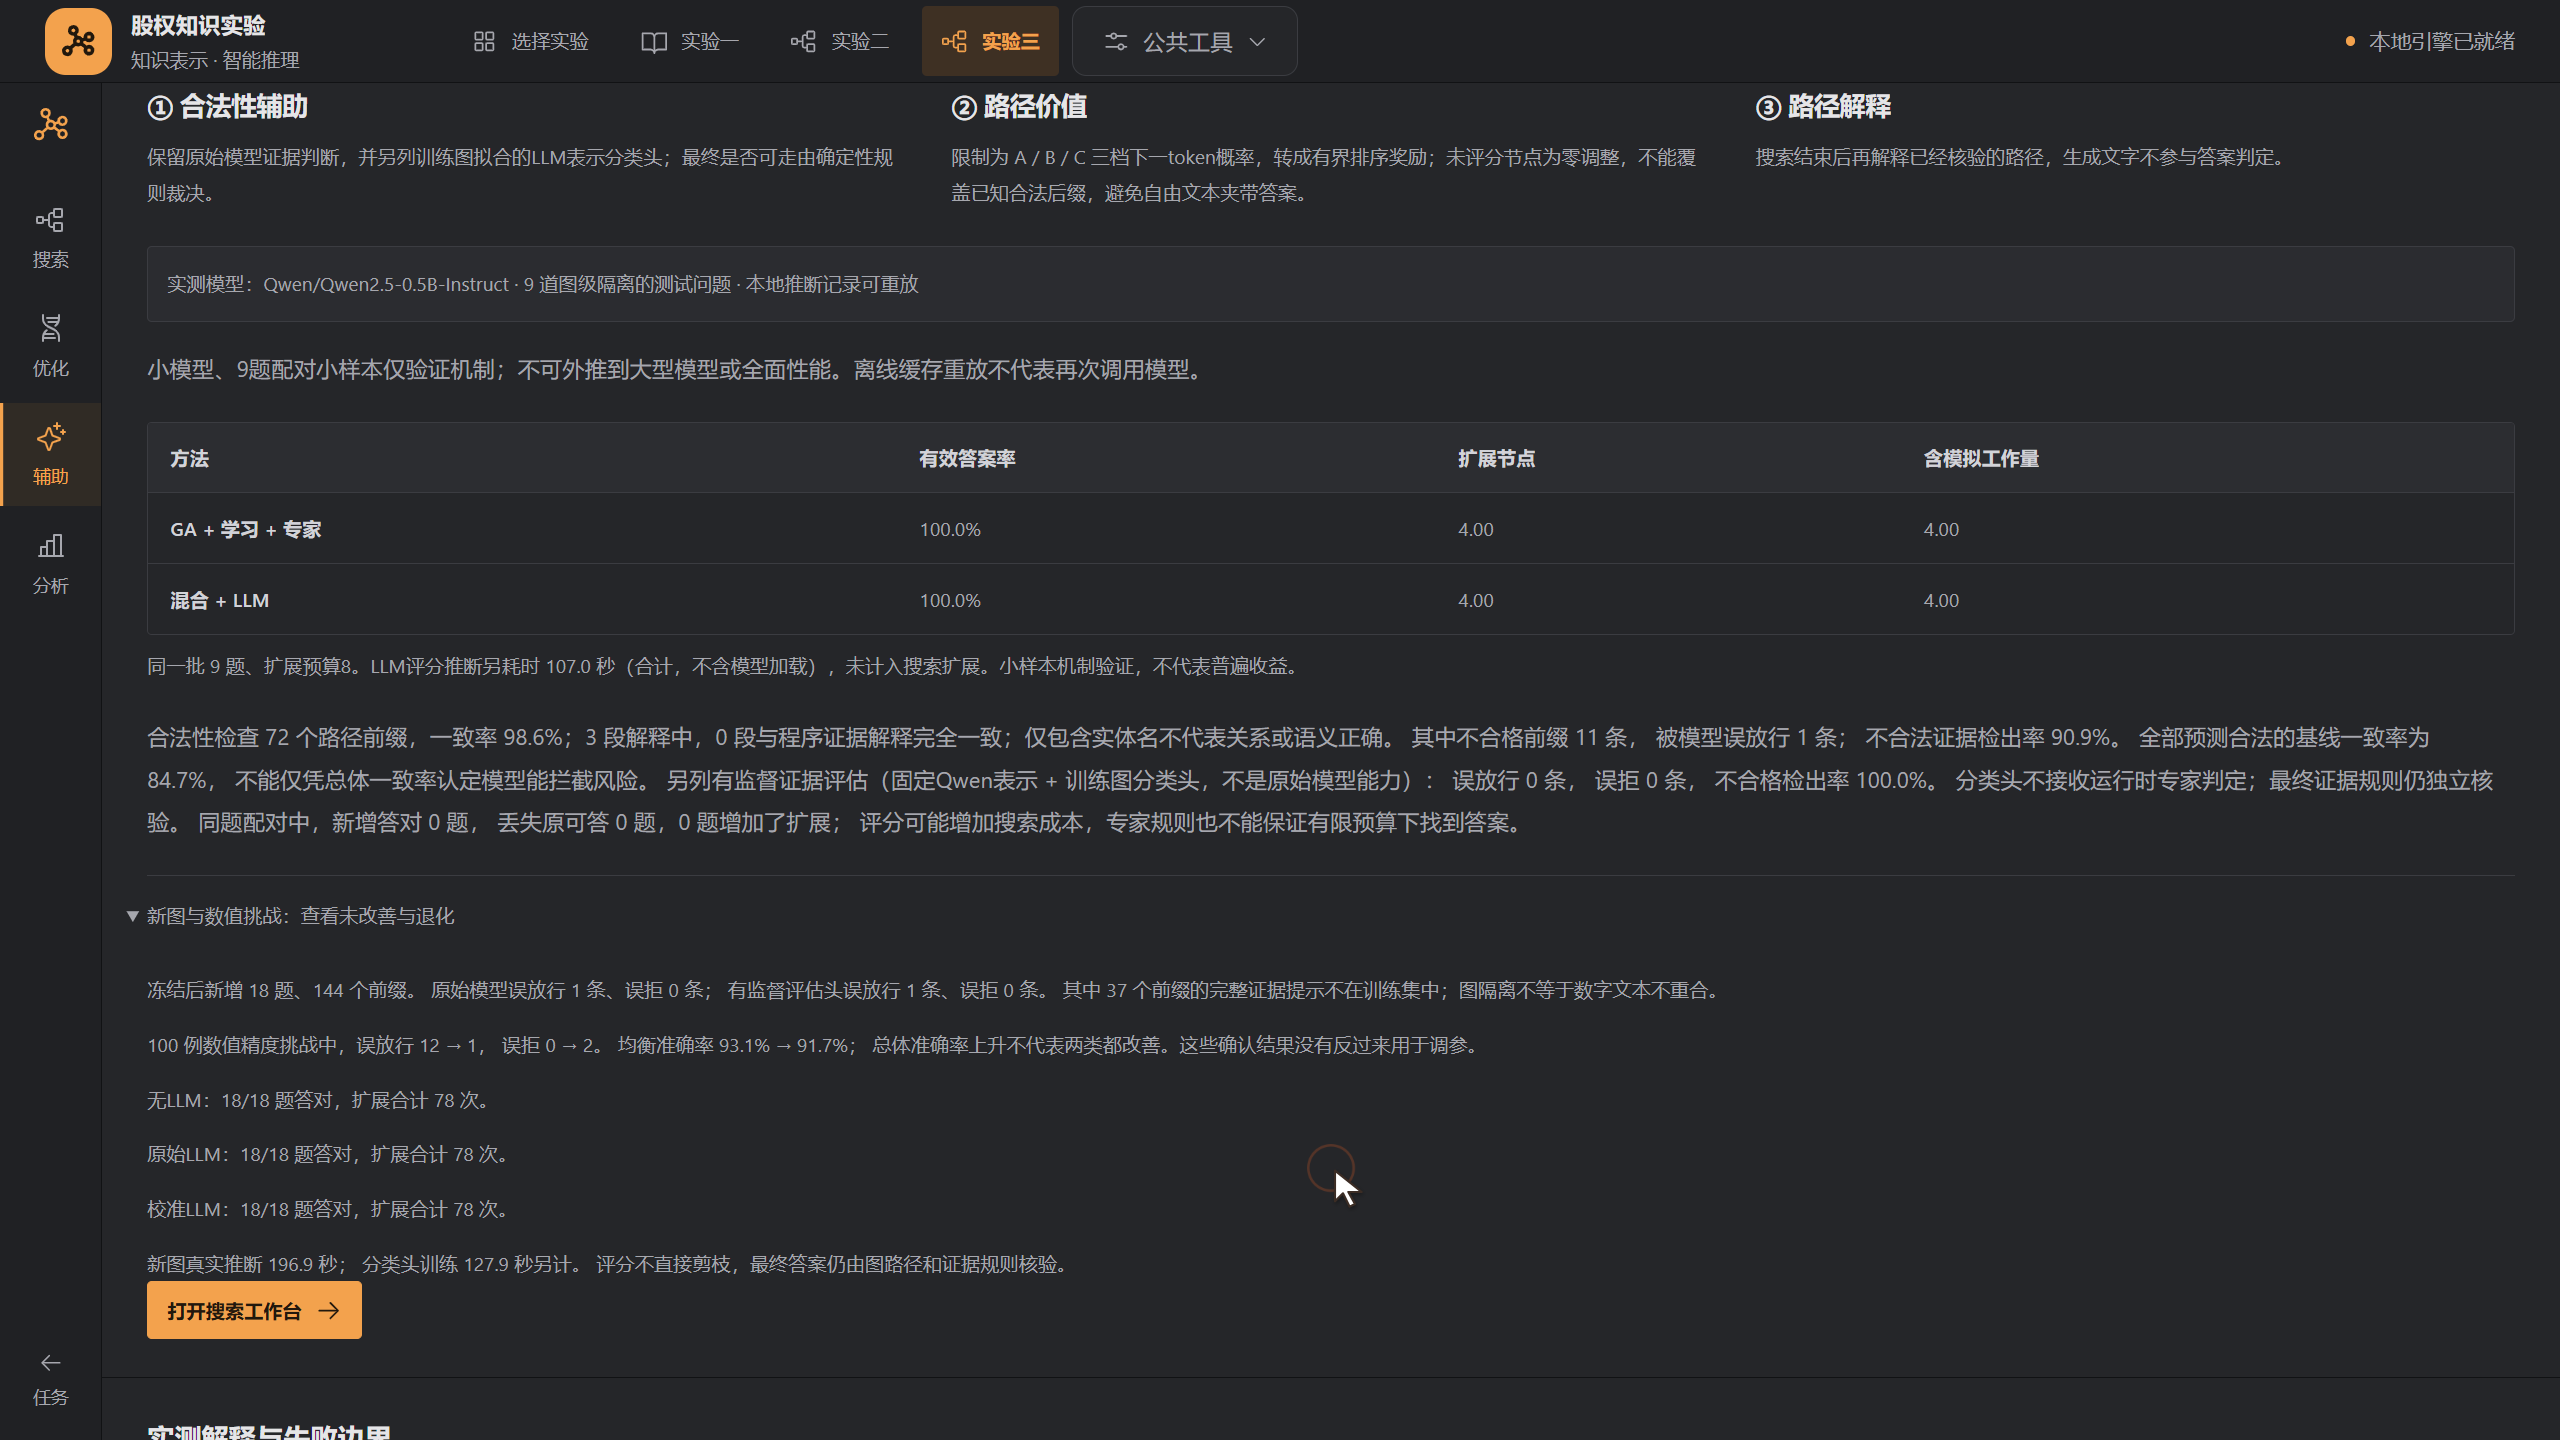 股权知识实验
知识表示 · 智能推理
选择实验
实验一
实验二
实验三
公共工具
本地引擎已就绪
搜索
优化
辅助
分析
任务
① 合法性辅助
保留原始模型证据判断，并另列训练图拟合的LLM表示分类头；最终是否可走由确定性规
则裁决。
② 路径价值
限制为 A / B / C 三档下一token概率，转成有界排序奖励；未评分节点为零调整，不能覆
盖已知合法后缀，避免自由文本夹带答案。
③ 路径解释
搜索结束后再解释已经核验的路径，生成文字不参与答案判定。
实测模型：Qwen/Qwen2.5-0.5B-Instruct · 9 道图级隔离的测试问题 · 本地推断记录可重放
小模型、9题配对小样本仅验证机制；不可外推到大型模型或全面性能。离线缓存重放不代表再次调用模型。
方法 有效答案率 扩展节点 含模拟工作量
GA + 学习 + 专家 100.0% 4.00 4.00
混合 + LLM 100.0% 4.00 4.00
同一批 9 题、扩展预算8。LLM评分推断另耗时 107.0 秒（合计，不含模型加载），未计入搜索扩展。小样本机制验证，不代表普遍收益。
合法性检查 72 个路径前缀，一致率 98.6%；3 段解释中，0 段与程序证据解释完全一致；仅包含实体名不代表关系或语义正确。 其中不合格前缀 11 条， 被模型误放行 1 条； 不合法证据检出率 90.9%。 全部预测合法的基线一致率为
84.7%， 不能仅凭总体一致率认定模型能拦截风险。 另列有监督证据评估（固定Qwen表示 + 训练图分类头，不是原始模型能力）： 误放行 0 条， 误拒 0 条， 不合格检出率 100.0%。 分类头不接收运行时专家判定；最终证据规则仍独立核
验。 同题配对中，新增答对 0 题， 丢失原可答 0 题，0 题增加了扩展； 评分可能增加搜索成本，专家规则也不能保证有限预算下找到答案。
▼ 新图与数值挑战：查看未改善与退化
冻结后新增 18 题、144 个前缀。 原始模型误放行 1 条、误拒 0 条； 有监督评估头误放行 1 条、误拒 0 条。 其中 37 个前缀的完整证据提示不在训练集中；图隔离不等于数字文本不重合。
100 例数值精度挑战中，误放行 12 → 1， 误拒 0 → 2。 均衡准确率 93.1% → 91.7%； 总体准确率上升不代表两类都改善。这些确认结果没有反过来用于调参。
无LLM：18/18 题答对，扩展合计 78 次。
原始LLM：18/18 题答对，扩展合计 78 次。
校准LLM：18/18 题答对，扩展合计 78 次。
新图真实推断 196.9 秒； 分类头训练 127.9 秒另计。 评分不直接剪枝，最终答案仍由图路径和证据规则核验。
打开搜索工作台 →
实测解释与失败边界